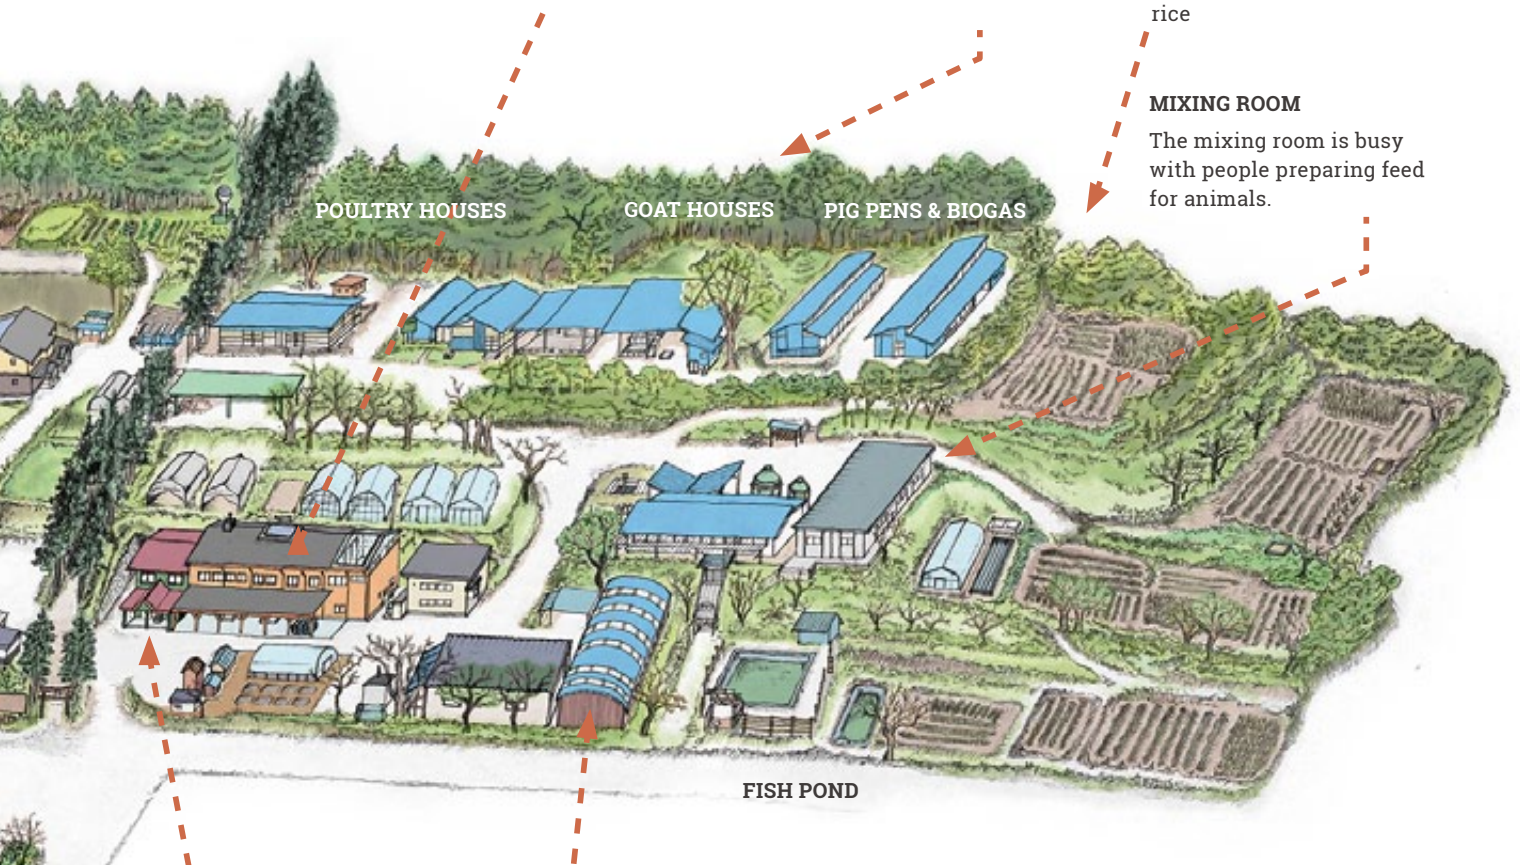 rice
MIXING ROOM
The mixing room is busy
with people preparing feed
for animals.
POULTRY HOUSES
GOAT HOUSES
PIG PENS & BIOGAS
FISH POND